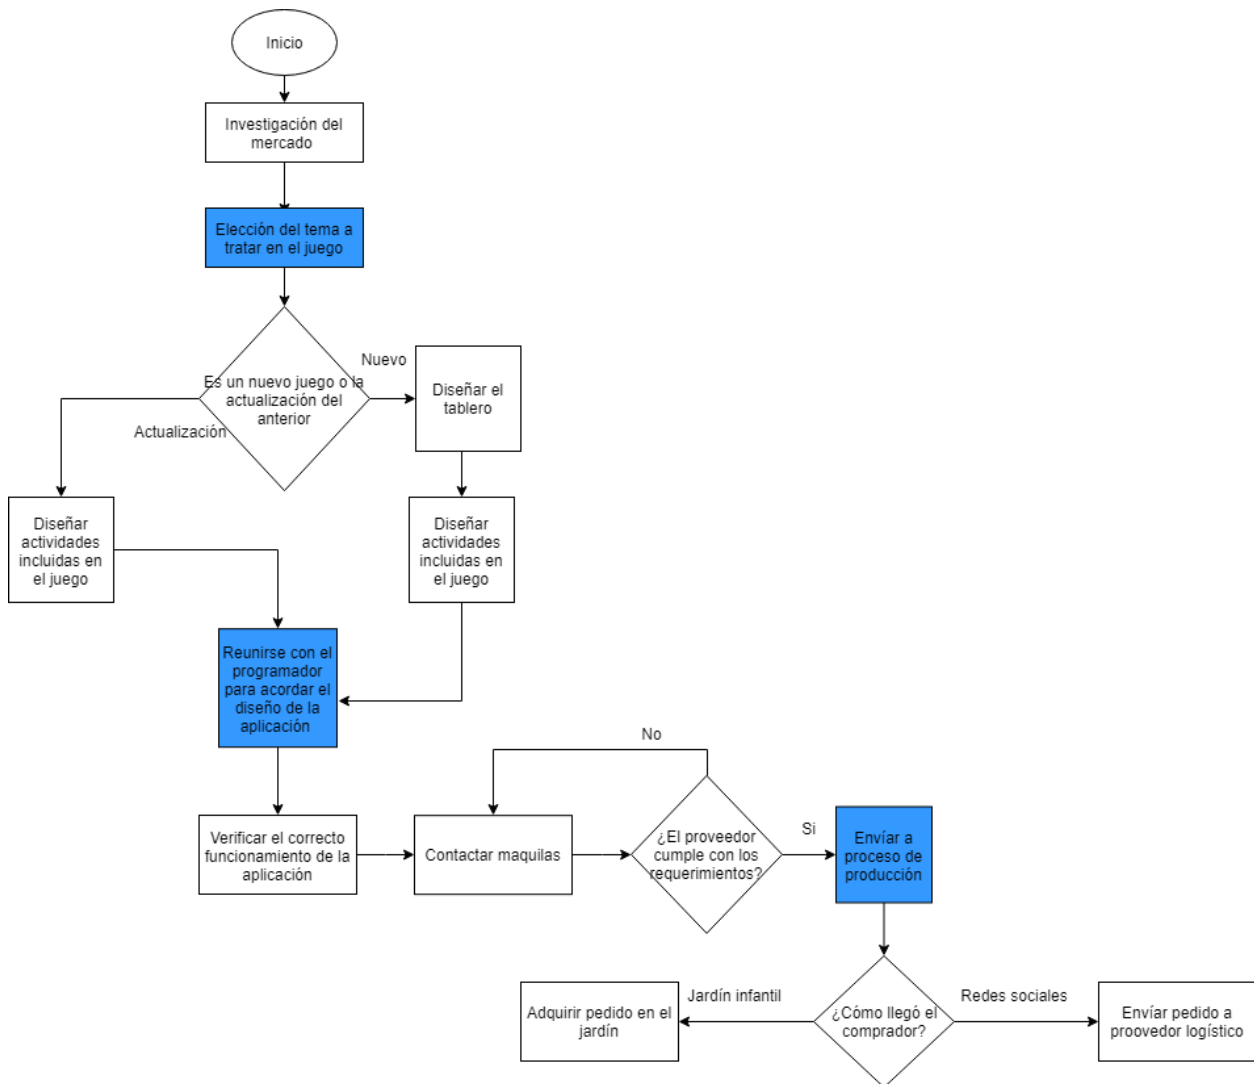 Inicio
Investigación del
mercado
Elección del tema a
tratar en el juego
Nuevo
Es un nuevo juego o la
actualización del
anterior
Diseñar el
tablero
Actualización
Diseñar
actividades
incluidas en
el juego
Diseñar
actividades
incluidas en
el juego
Reunirse con el
programador
para acordar el
diseño de la
aplicación
No
Verificar el correcto
funcionamiento de la
aplicación
Contactar maquilas
¿El proveedor
cumple con los
requerimientos?
Si
Envíar a
proceso de
producción
Jardín infantil
Redes sociales
Adquirir pedido en el
jardín
¿Cómo llegó el
comprador?
Envíar pedido a
proovedor logístico